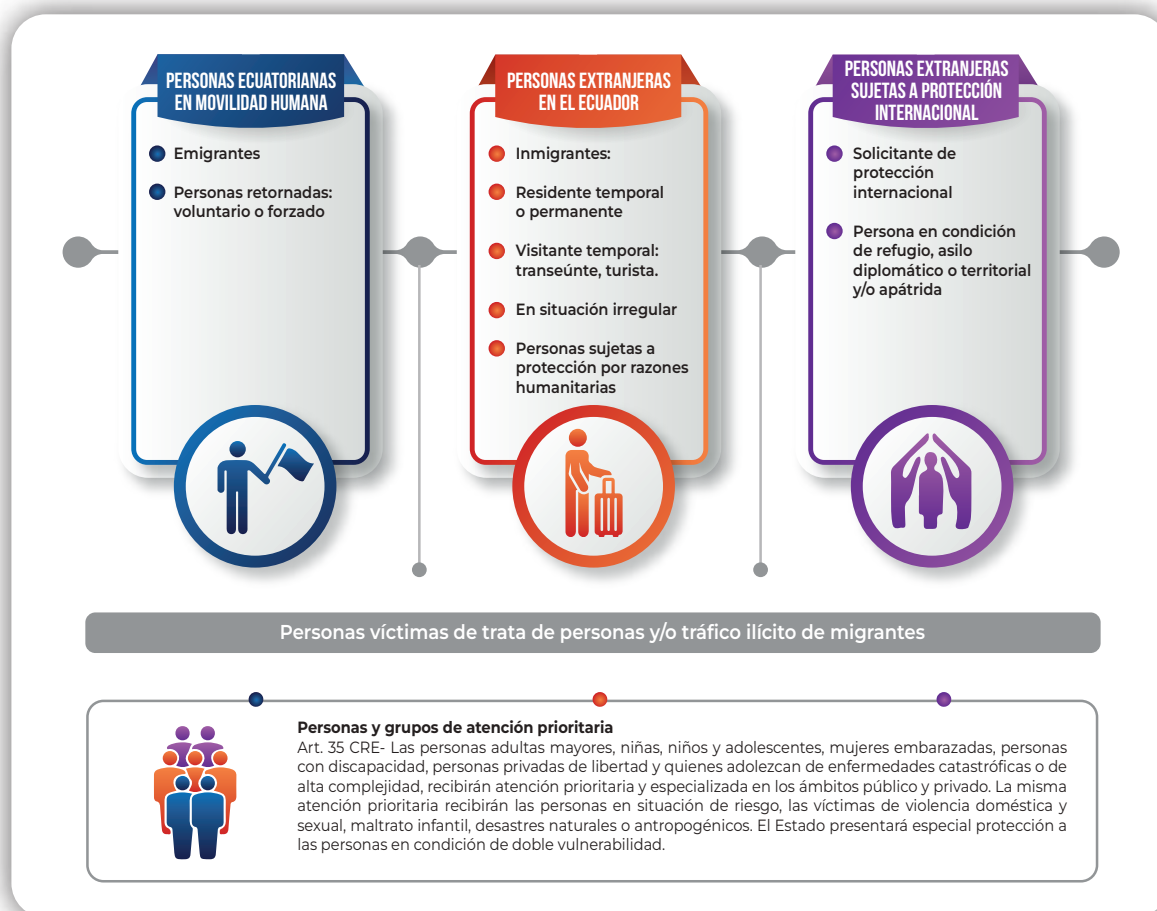 PERSONAS ECUATORIANAS
EN MOVILIDAD HUMANA
Emigrantes
Personas retornadas:
voluntario o forzado
PERSONAS EXTRANJERAS
EN EL ECUADOR
Inmigrantes:
Residente temporal
o permanente
Visitante temporal:
transeúnte, turista.
En situación irregular
Personas sujetas a
protección por razones
humanitarias
PERSONAS EXTRANJERAS
SUJETAS A PROTECCIÓN
INTERNACIONAL
Solicitante de
protección
internacional
Persona en condición
de refugio, asilo
diplomático o territorial
y/o apátrida
Personas víctimas de trata de personas y/o tráfico ilícito de migrantes
Personas y grupos de atención prioritaria
Art. 35 CRE- Las personas adultas mayores, niñas, niños y adolescentes, mujeres embarazadas, personas
con discapacidad, personas privadas de libertad y quienes adolezcan de enfermedades catastróficas o de
alta complejidad, recibirán atención prioritaria y especializada en los ámbitos público y privado. La misma
atención prioritaria recibirán las personas en situación de riesgo, las víctimas de violencia doméstica y
sexual, maltrato infantil, desastres naturales o antropogénicos. El Estado presentará especial protección a
las personas en condición de doble vulnerabilidad.